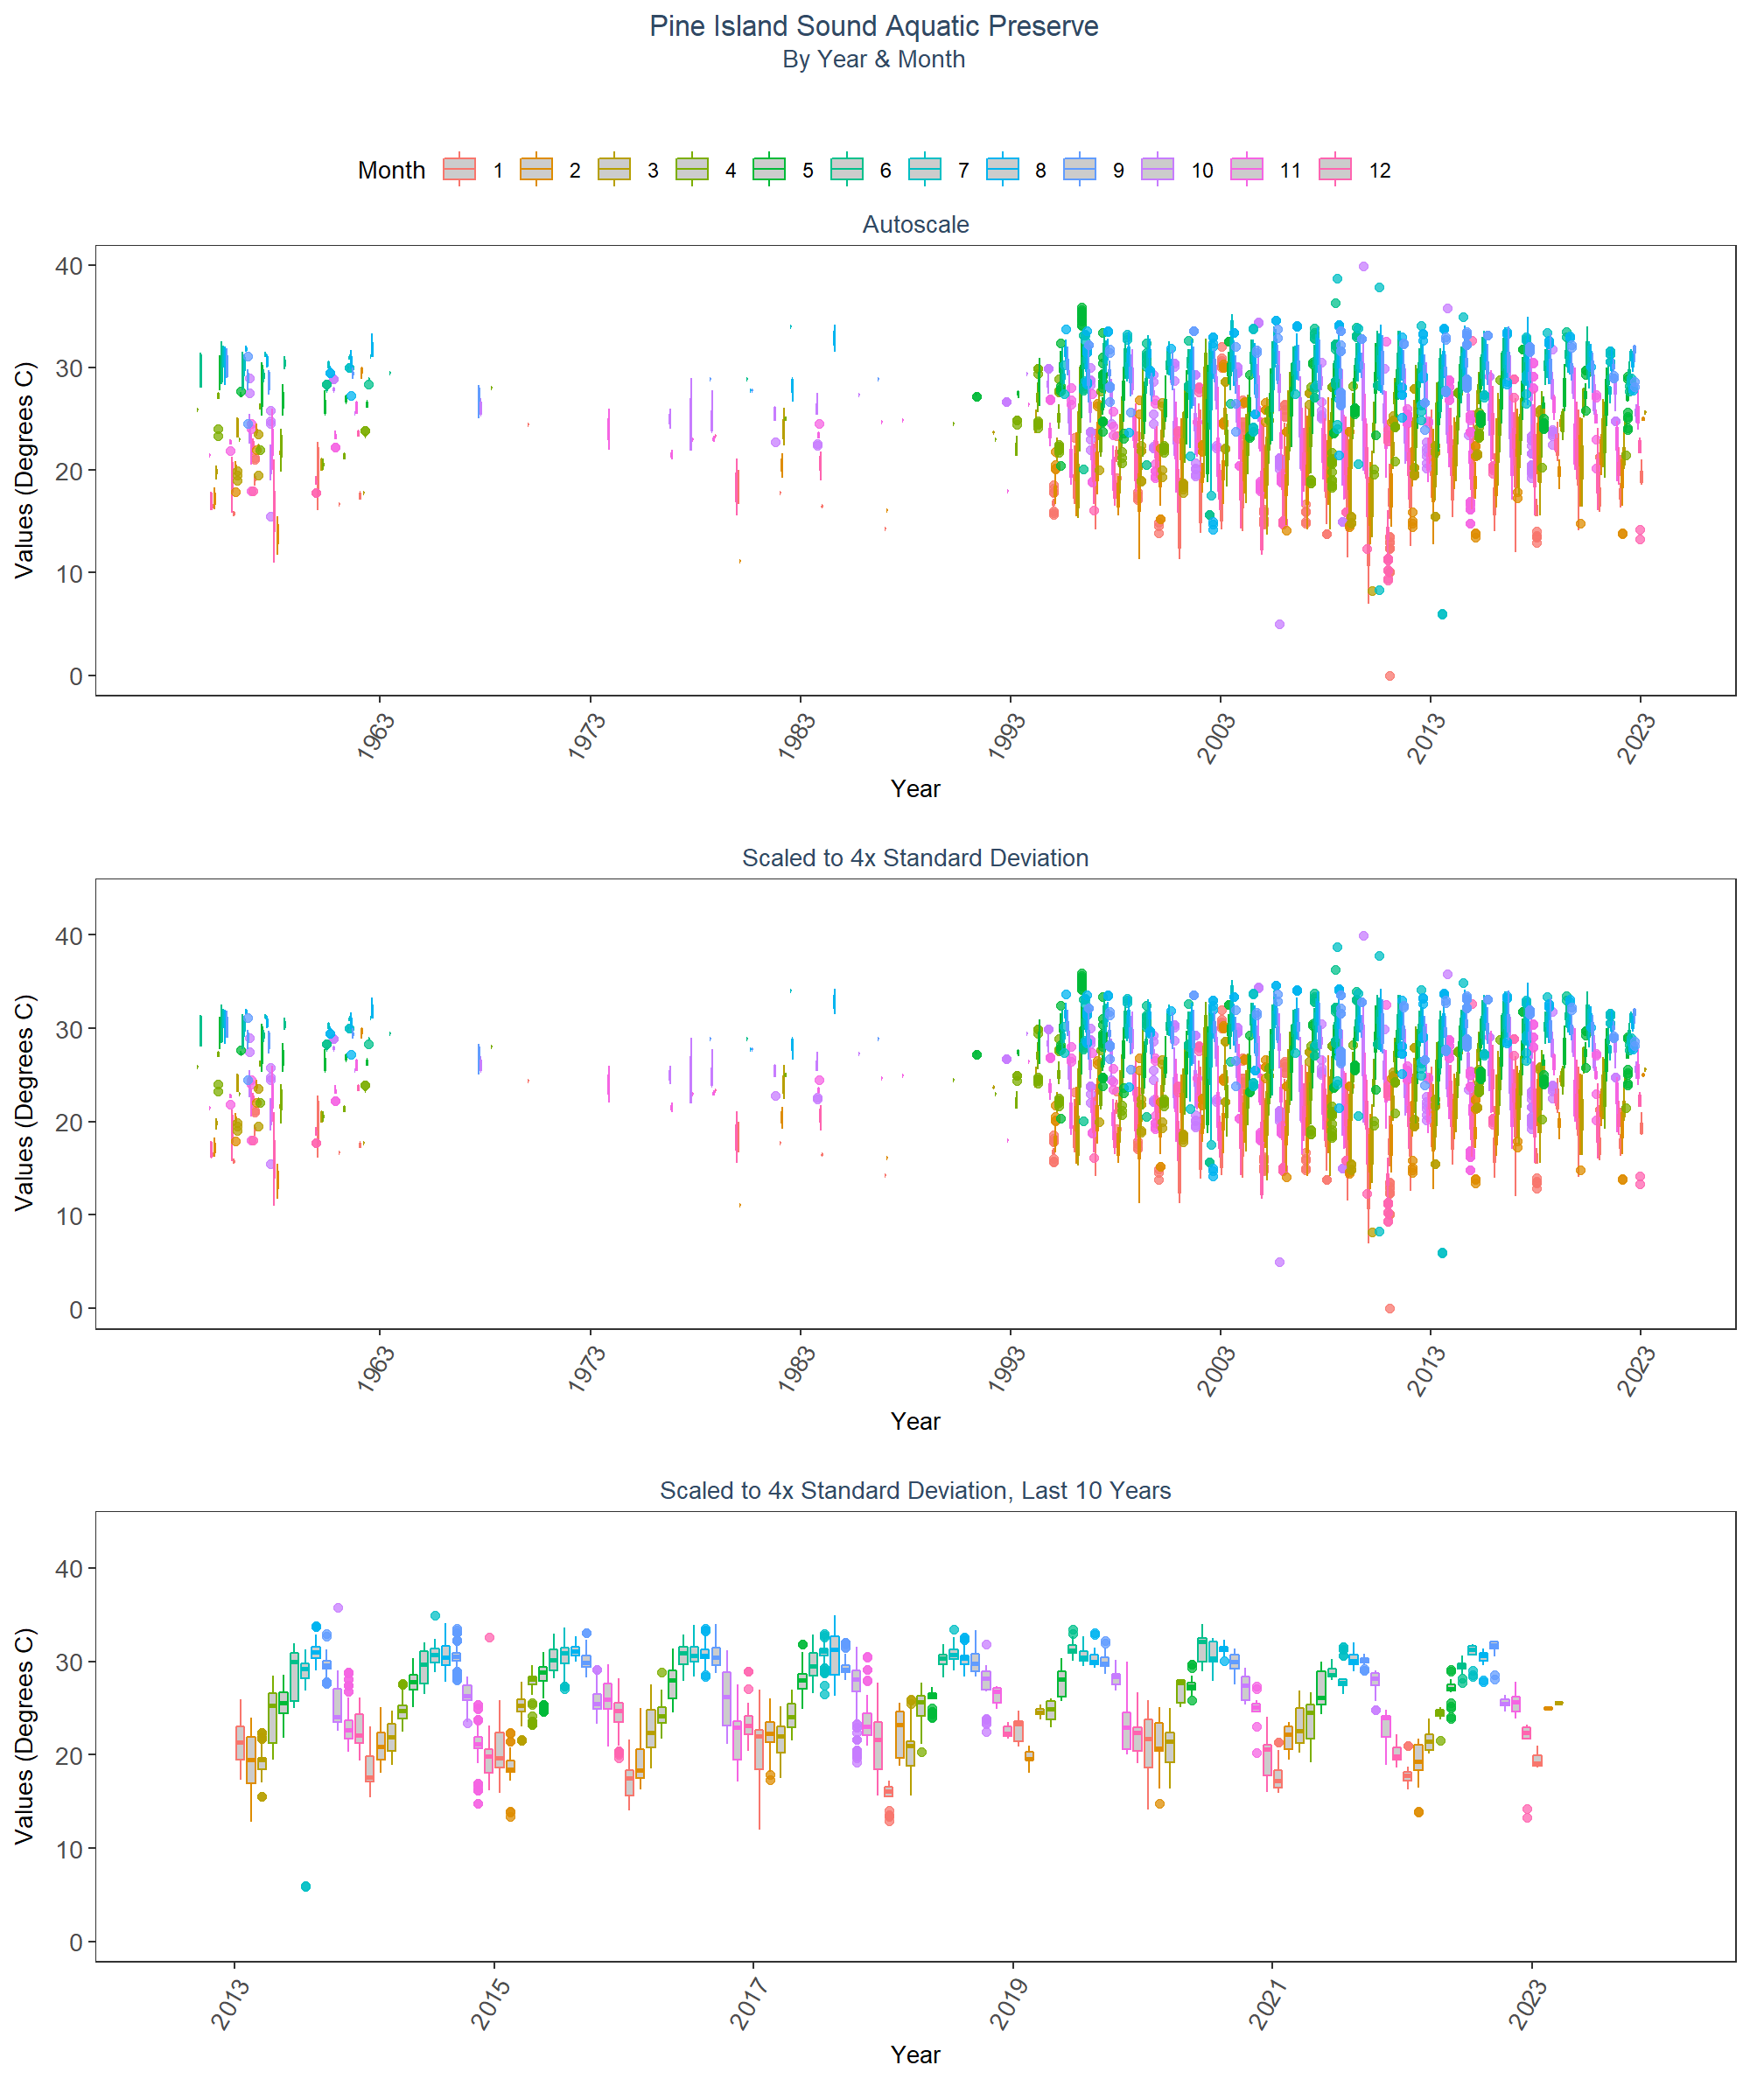 Pine Island Sound Aquatic Preserve
By Year & Month
Month 1 2 3 4 5 6 7 8 9 10 11 12
Autoscale
Values (Degrees C)
40
30
20
10
0
1963 1973 1983 1993 2003 2013 2023
Year
Scaled to 4x Standard Deviation
Values (Degrees C)
40
30
20
10
0
1963 1973 1983 1993 2003 2013 2023
Year
Scaled to 4x Standard Deviation, Last 10 Years
Values (Degrees C)
40
30
20
10
0
2013 2015 2017 2019 2021 2023
Year